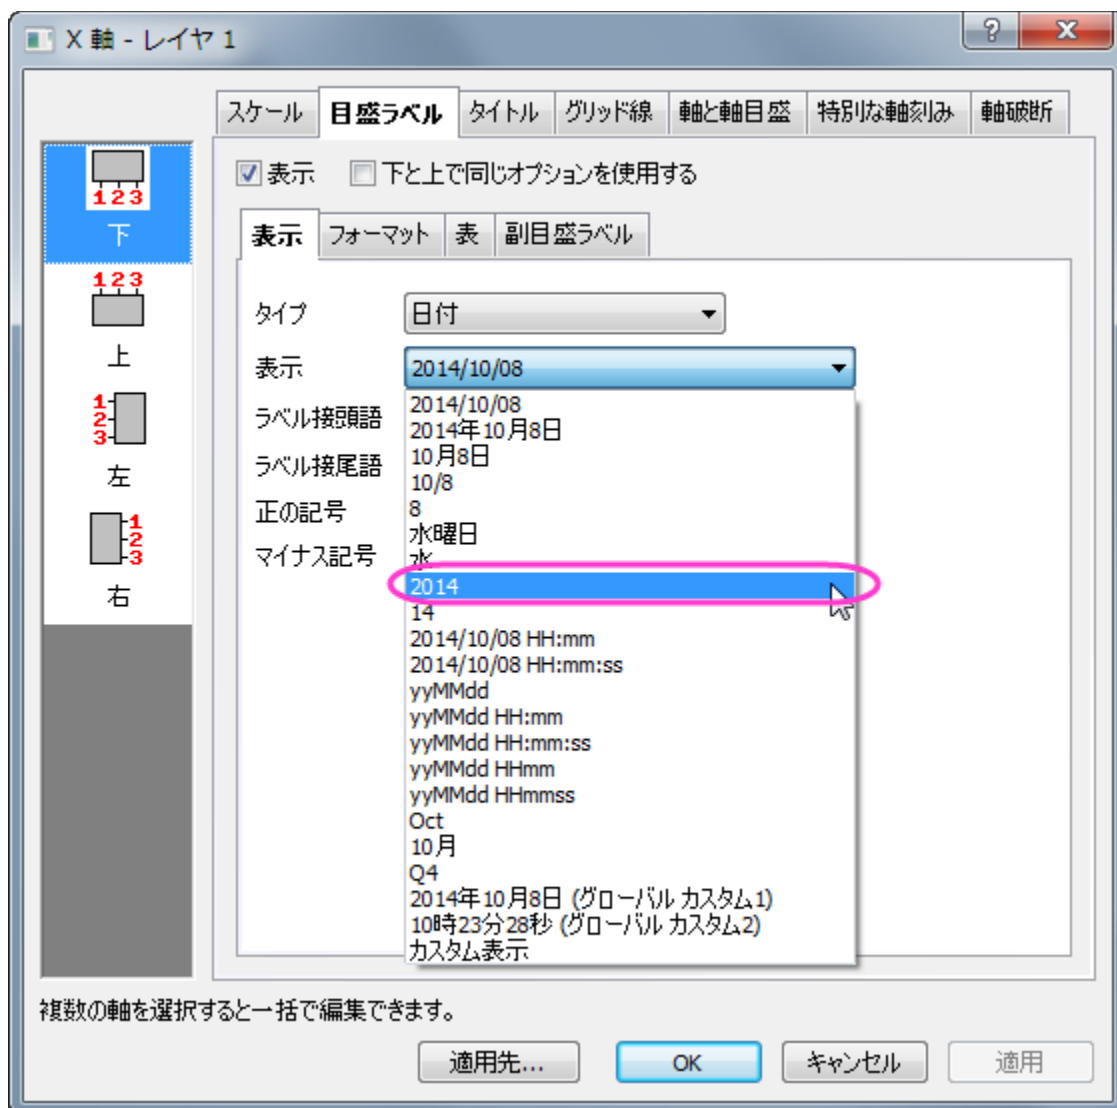 X 軸 - レイヤ 1
スケール 目盛ラベル タイトル グリッド線 軸と軸目盛 特別な軸刻み 軸破断
1 2 3
下
1 2 3
上
1
2
3
左
1
2
3
右
表示 下と上で同じオプションを使用する
表示 フォーマット 表 副目盛ラベル
タイプ 日付
表示 2014/10/08
ラベル接頭語
ラベル接尾語
正の記号
マイナス記号
2014/10/08
2014年10月8日
10月8日
10/8
8
水曜日
水
2014
14
2014/10/08 HH:mm
2014/10/08 HH:mm:ss
yyMMdd
yyMMdd HH:mm
yyMMdd HH:mm:ss
yyMMdd HHmm
yyMMdd HHmmss
Oct
10月
Q4
2014年10月8日 (グローバル カスタム1)
10時23分28秒 (グローバル カスタム2)
カスタム表示
複数の軸を選択すると一括で編集できます。
適用先... OK キャンセル 適用